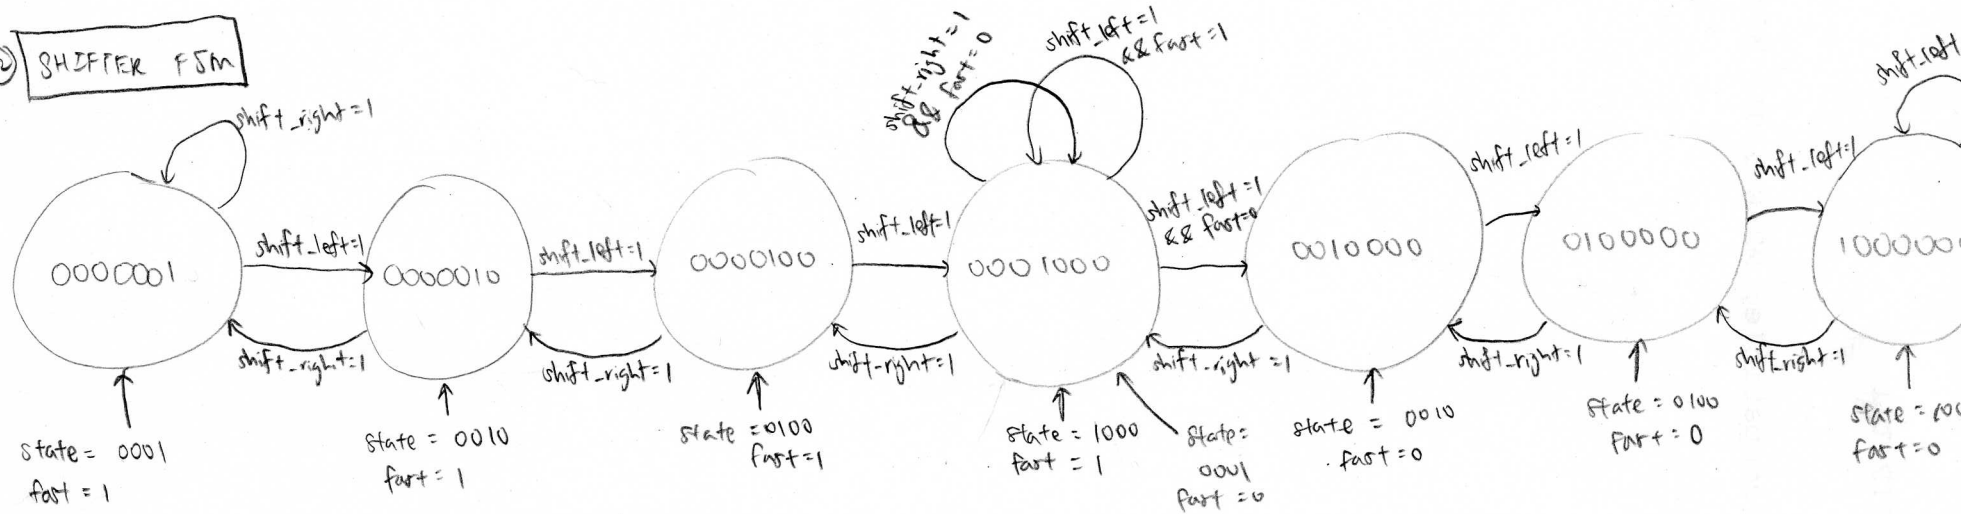 2)
SHIFTER FSM
shift_right=1
shift_right=1
&& fast=0
shift_left=1
&& fast=1
shift_left
0000001
shift_left=1
0000010
shift_left=1
0000100
shift_left=1
0001000
shift_left=1
&& fast=0
0010000
shift_left=1
0100000
shift_left=1
100000
shift_right=1
shift_right=1
shift_right=1
shift_right=1
shift_right=1
shift_right=1
state = 0001
fast = 1
state = 0010
fast = 1
state = 0100
fast=1
state = 1000
fast = 1
state=
0001
fast = 0
state = 0010
fast=0
state = 0100
fast = 0
state =
fast=0